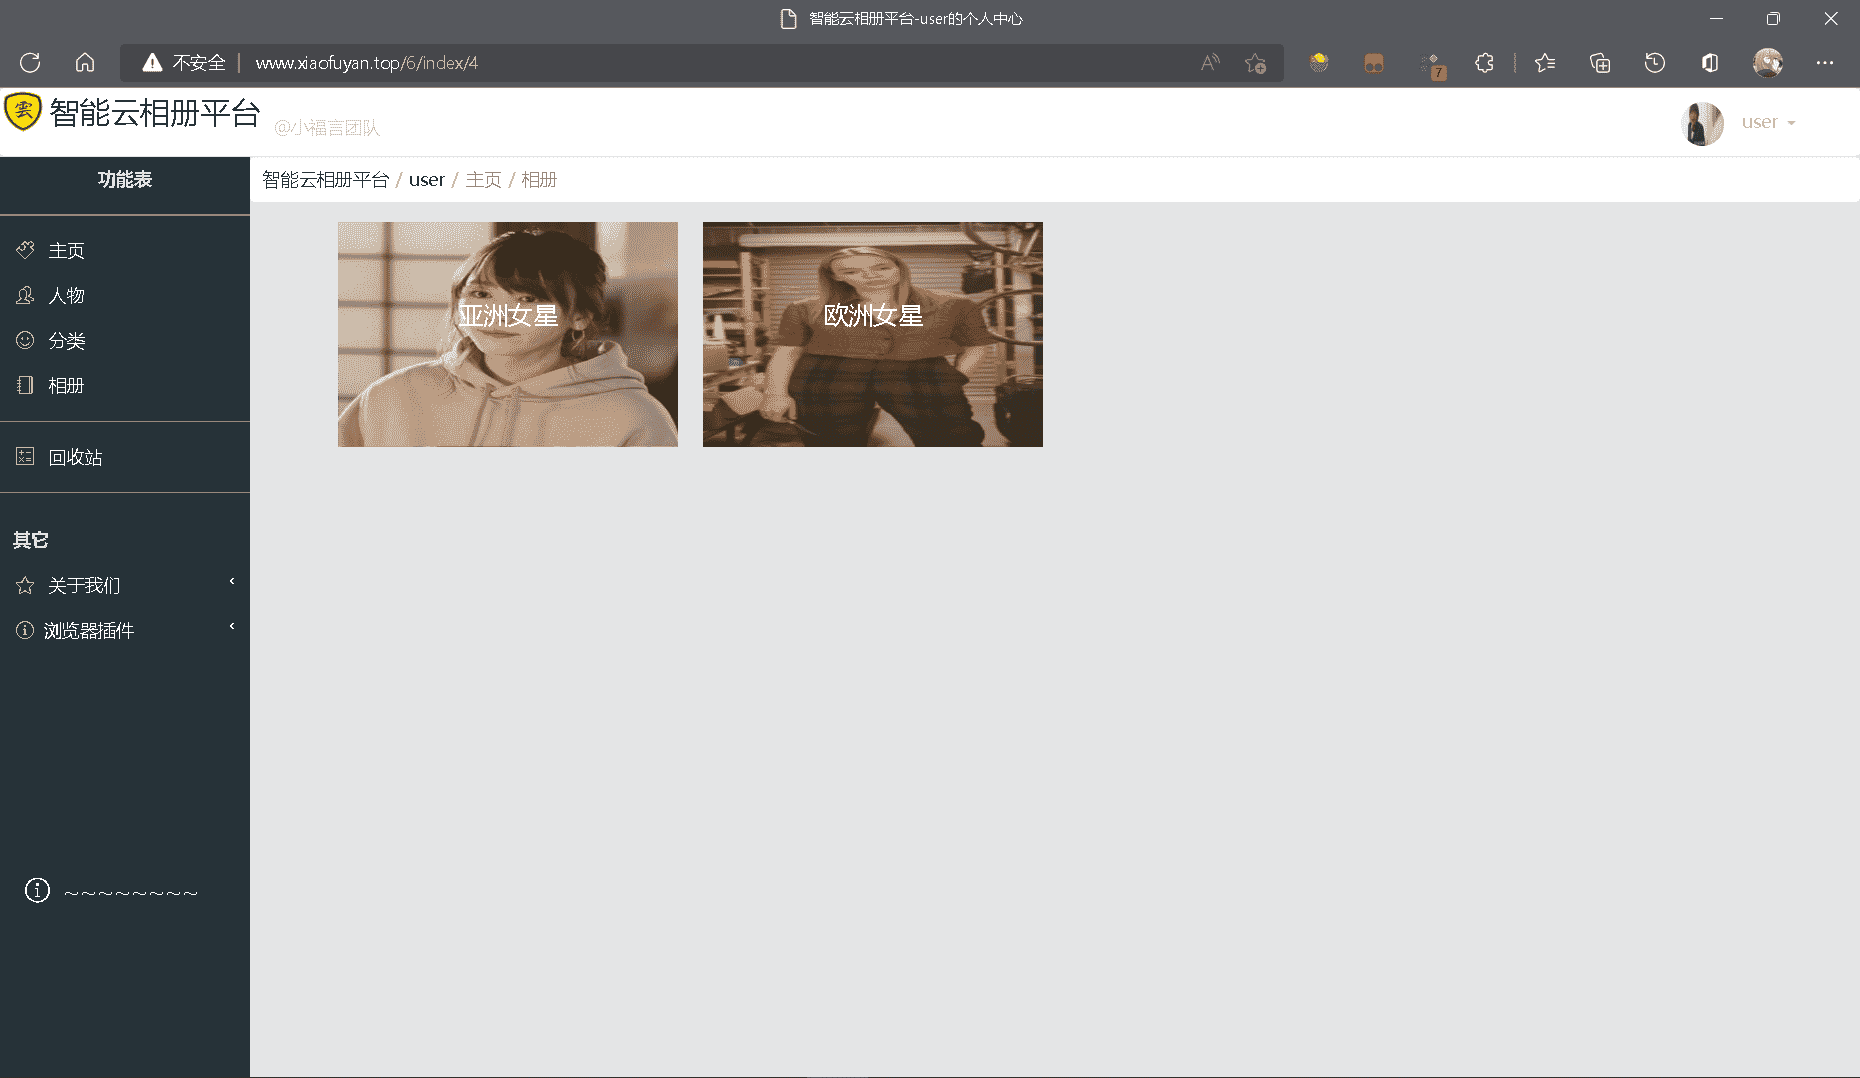 智能云相册平台-user的个人中心
不安全 www.xiaofuyan.top/6/index/4
7
雲 智能云相册平台 @小福言团队
user
功能表
智能云相册平台 / user / 主页 / 相册
主页
人物
分类
相册
回收站
其它
关于我们
浏览器插件
~~~~~~~~
亚洲女星
欧洲女星